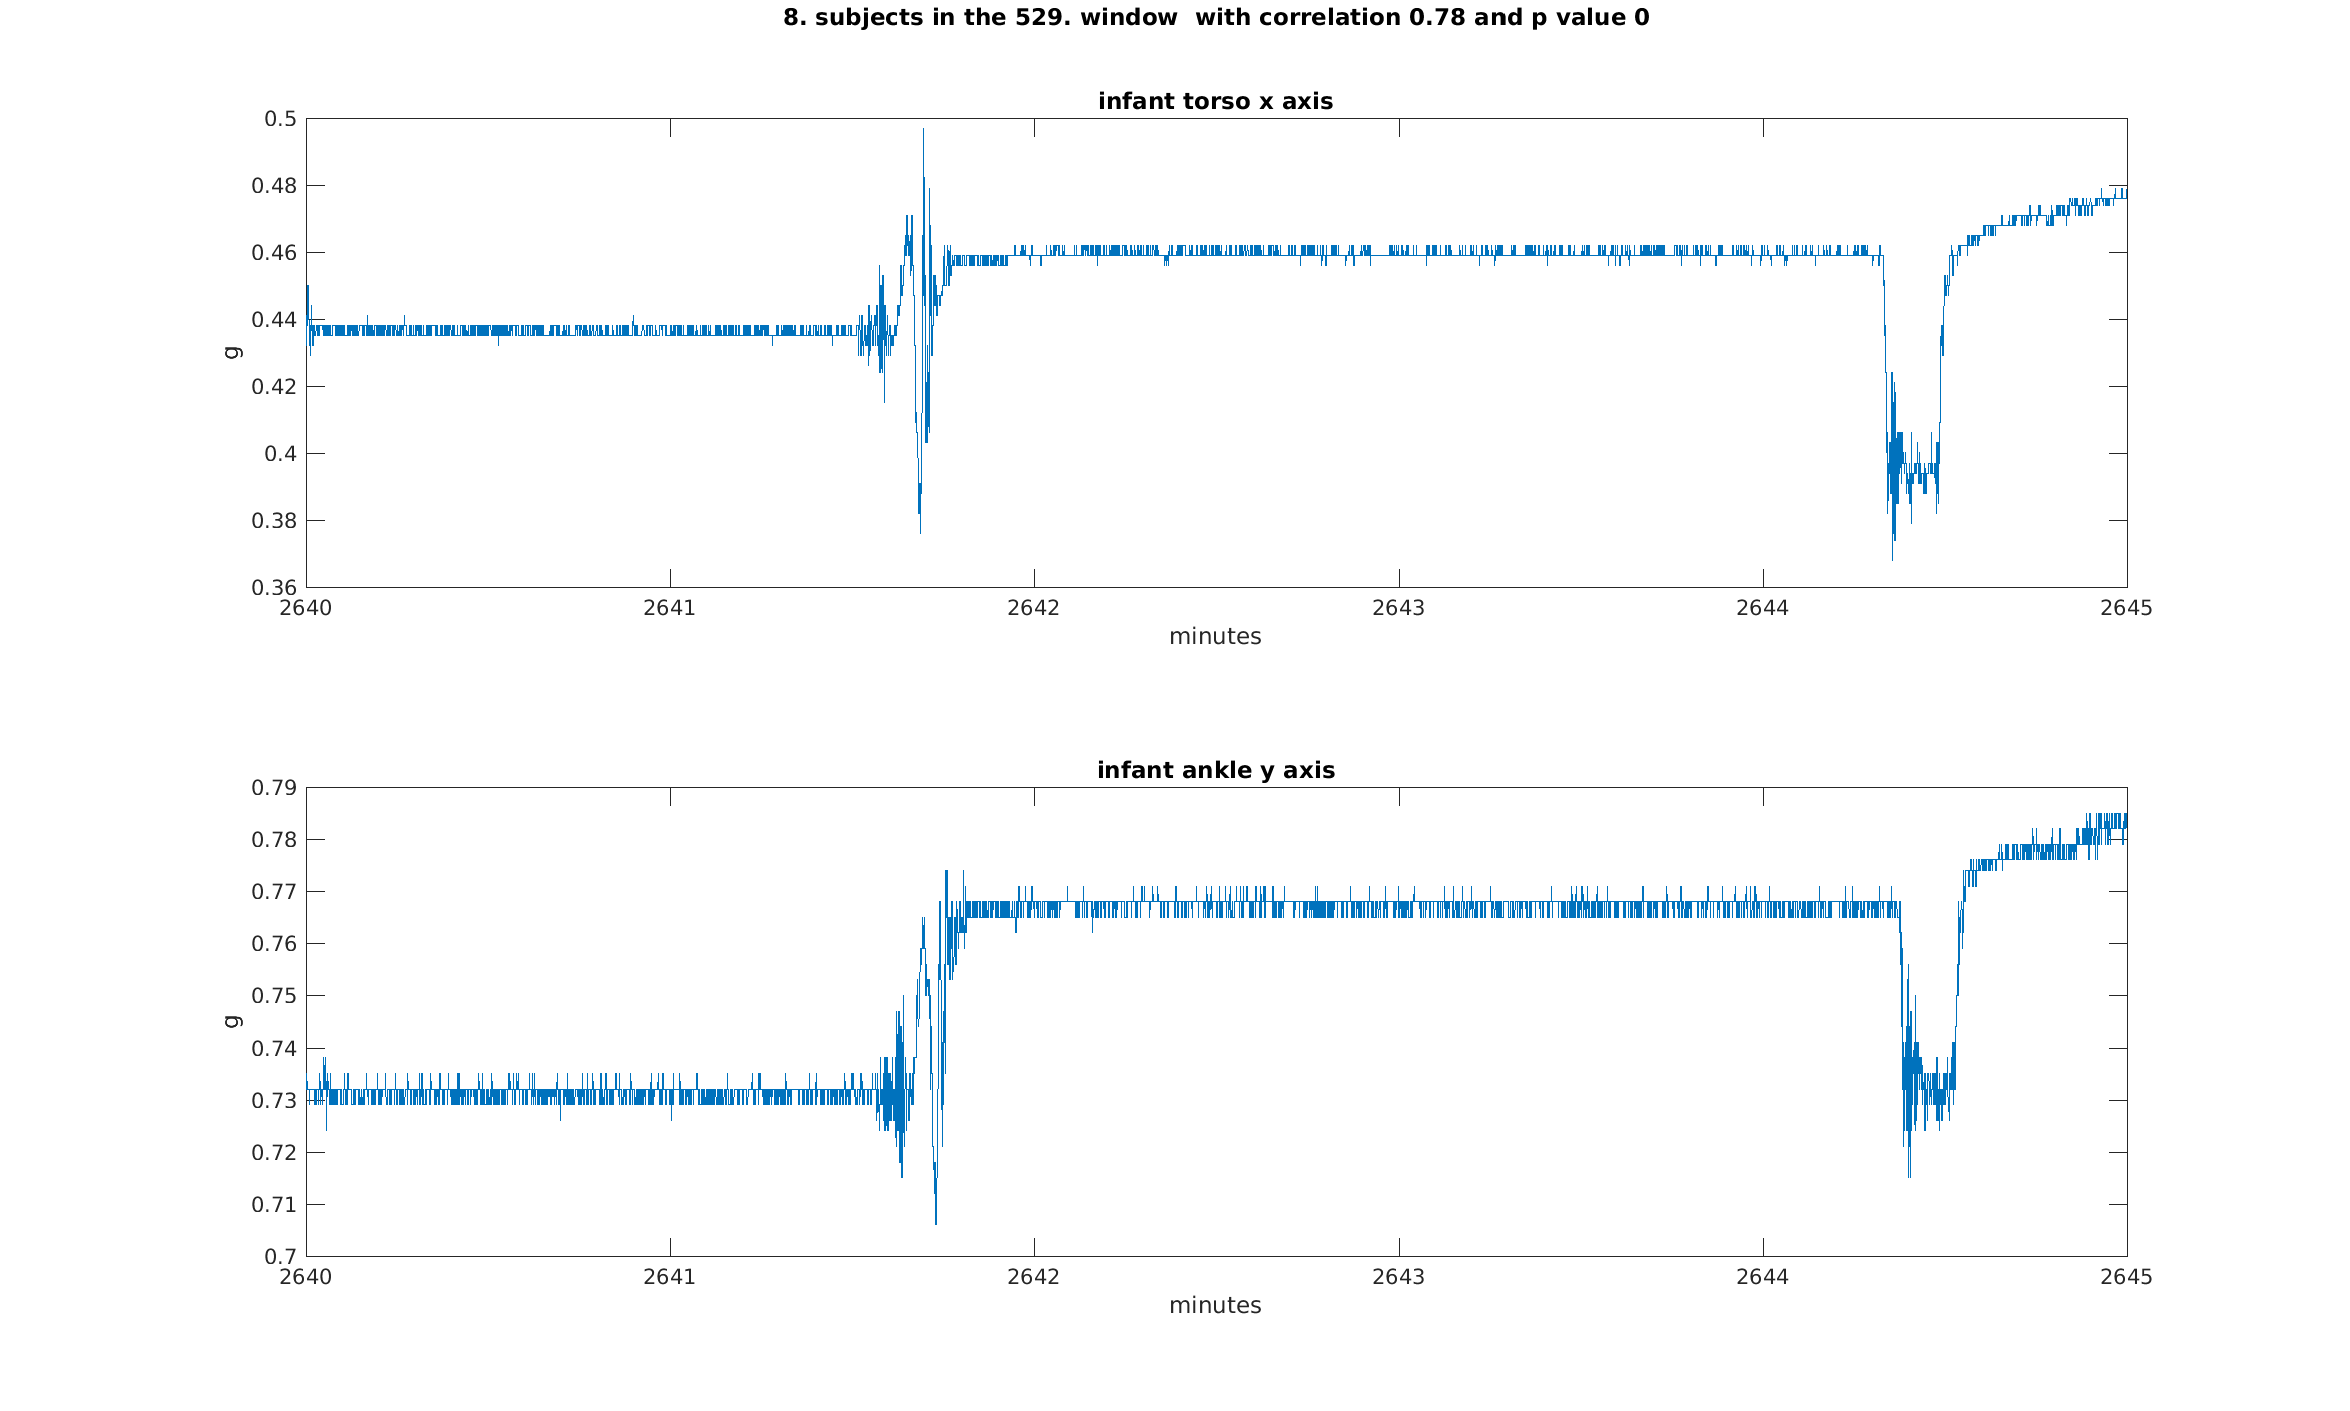 8. subjects in the 529. window  with correlation 0.78 and p value 0
infant torso x axis
0.5
0.48
0.46
0.44
0.42
0.4
0.38
0.36
g
2640 2641 2642 2643 2644 2645
minutes
infant ankle y axis
0.79
0.78
0.77
0.76
0.75
0.74
0.73
0.72
0.71
0.7
g
2640 2641 2642 2643 2644 2645
minutes